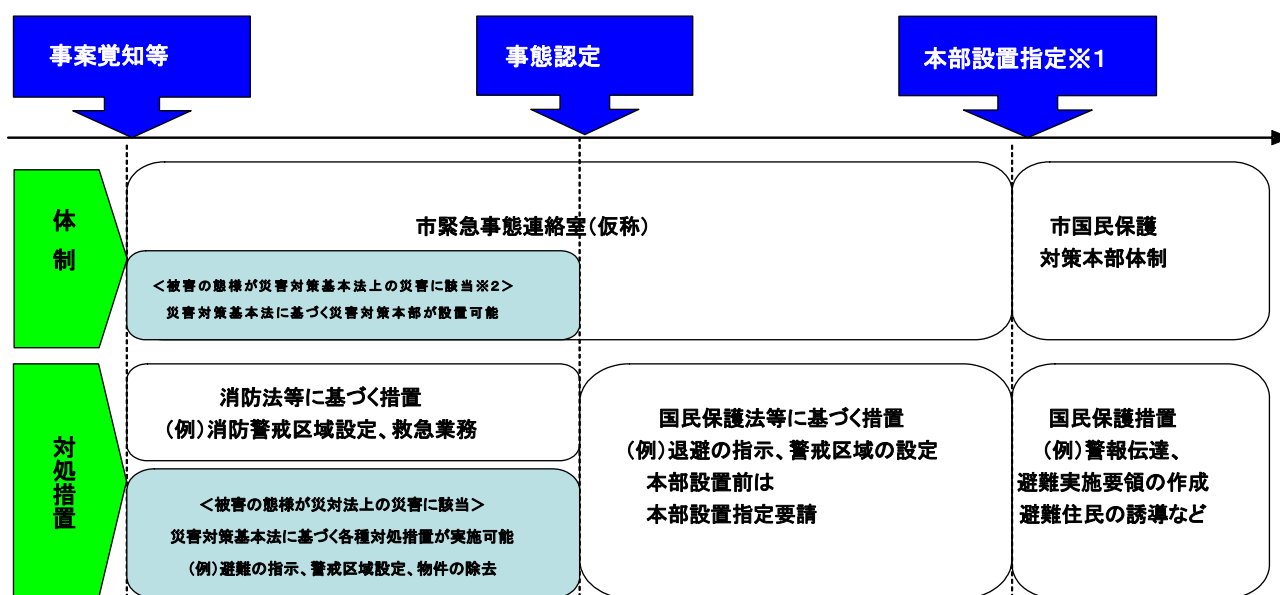 事案覚知等
事態認定
本部設置指定※1
体
制
市緊急事態連絡室(仮称)
<被害の態様が災害対策基本法上の災害に該当※2>
災害対策基本法に基づく災害対策本部が設置可能
市国民保護
対策本部体制
対処措置
消防法等に基づく措置
(例)消防警戒区域設定、救急業務
<被害の態様が災対法上の災害に該当>
災害対策基本法に基づく各種対処措置が実施可能
(例)避難の指示、警戒区域設定、物件の除去
国民保護法等に基づく措置
(例)退避の指示、警戒区域の設定
本部設置前は
本部設置指定要請
国民保護措置
(例)警報伝達、
避難実施要領の作成
避難住民の誘導など